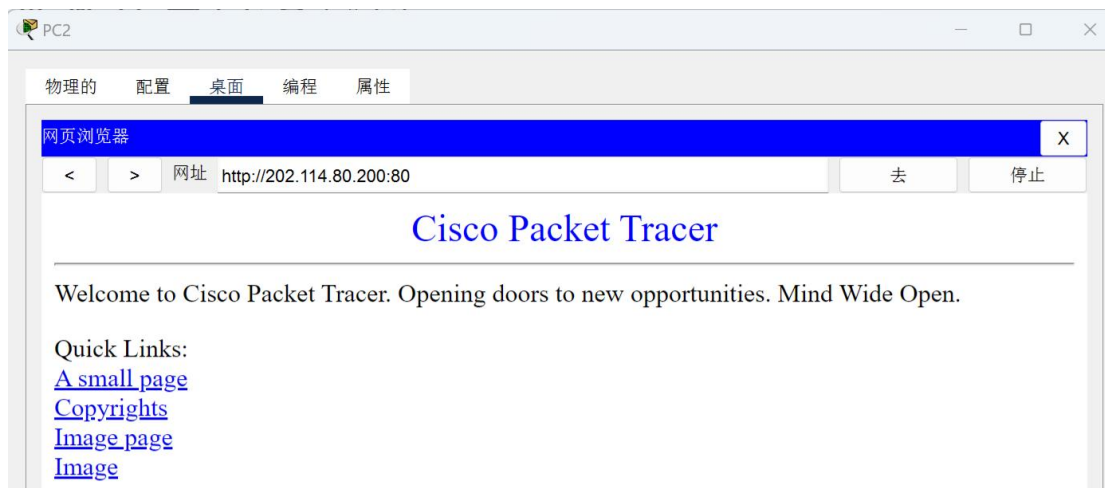 PC2
物理的 配置 桌面 编程 属性
网页浏览器 X
< > 网址 http://202.114.80.200:80 去 停止
Cisco Packet Tracer
Welcome to Cisco Packet Tracer. Opening doors to new opportunities. Mind Wide Open.
Quick Links:
A small page
Copyrights
Image page
Image